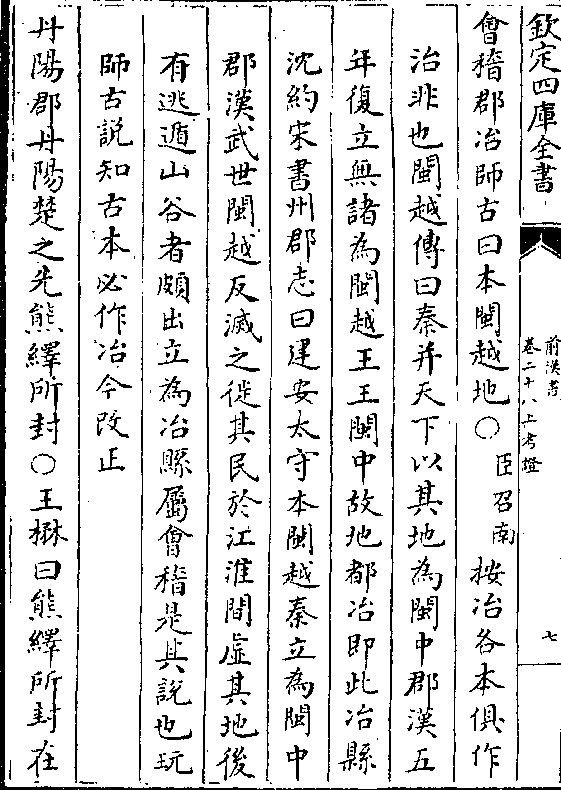 欽定四庫全書
前漢書
卷二十八上考證
七
會稽郡冶師古曰本閩越地○臣召南按冶各本俱作
治非也閩越傳曰秦并天下以其地為閩中郡漢五
年復立無諸為閩越王王閩中故地都冶即此冶縣
沈約宋書州郡志曰建安太守本閩越秦立為閩中
郡漢武世閩越反滅之徙其民於江淮間虛其地後
有逃遁山谷者頗出立為冶縣屬會稽是其説也玩
師古説知古本必作冶今改正
丹陽郡丹陽楚之先熊繹所封○王楙曰熊繹所封在